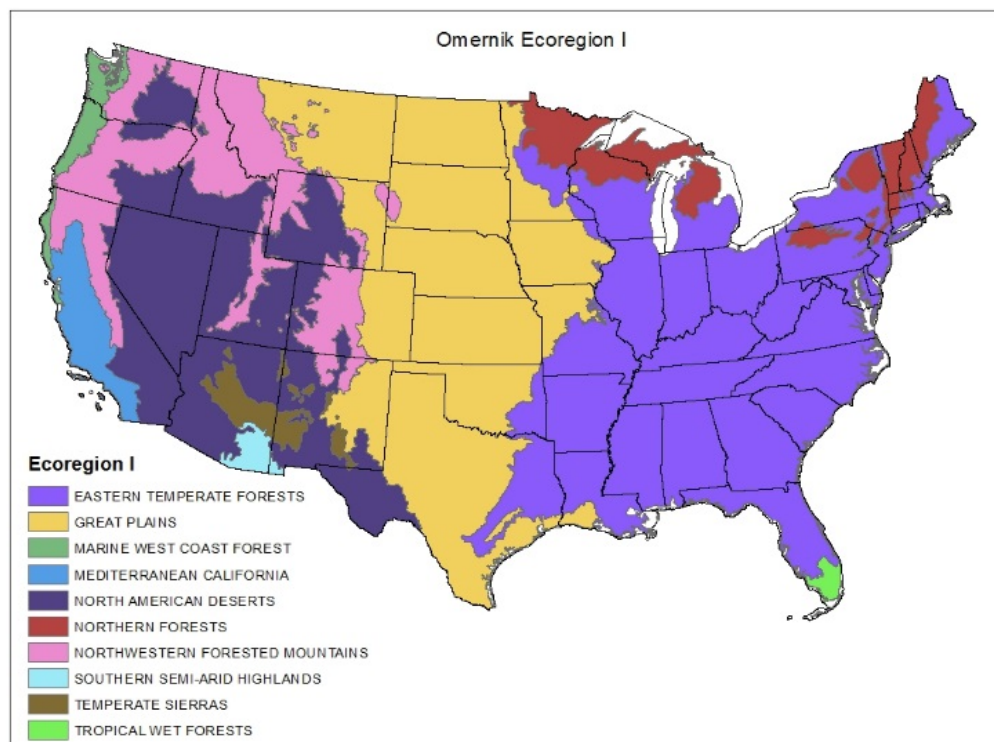 Omernik Ecoregion I
Ecoregion I
EASTERN TEMPERATE FORESTS
GREAT PLAINS
MARINE WEST COAST FOREST
MEDITERRANEAN CALIFORNIA
NORTH AMERICAN DESERTS
NORTHERN FORESTS
NORTHWESTERN FORESTED MOUNTAINS
SOUTHERN SEMI-ARID HIGHLANDS
TEMPERATE SIERRAS
TROPICAL WET FORESTS